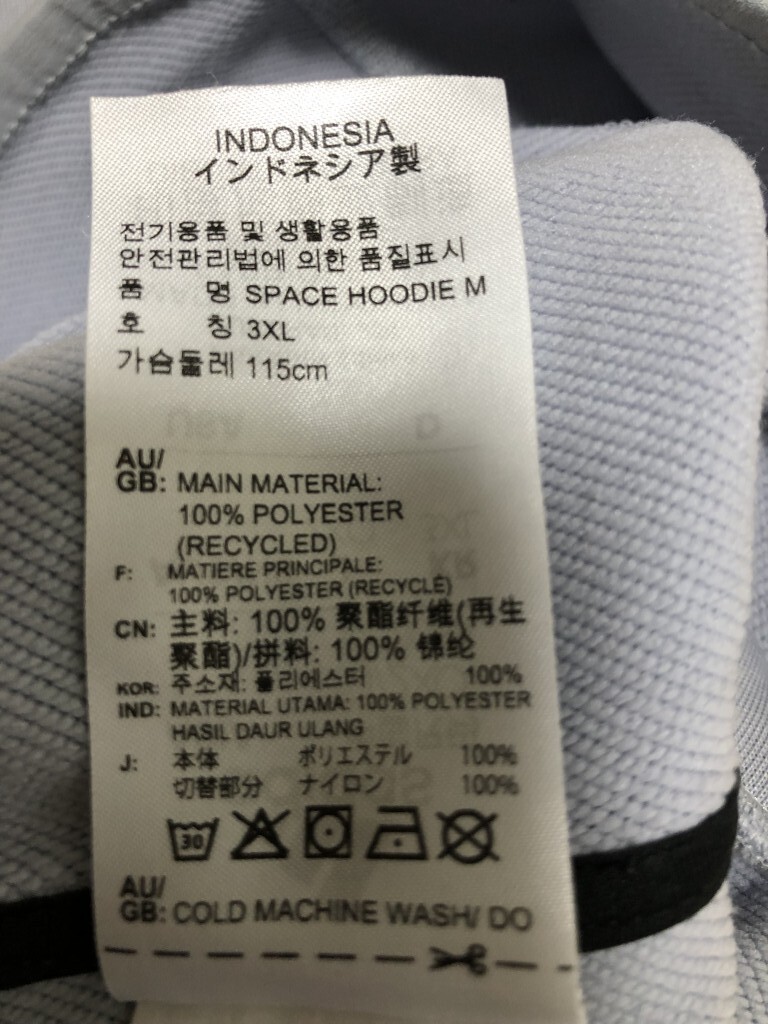 INDONESIA
インドネシア製
전기용품 및 생활용품
안전관리법에 의한 품질표시
품 명 SPACE HOODIE M
호 칭 3XL
가슴둘레 115cm
AU/
GB: MAIN MATERIAL:
100% POLYESTER
(RECYCLED)
F: MATIERE PRINCIPALE:
100% POLYESTER (RECYCLÉ)
CN: 主料: 100% 聚酯纤维(再生
聚酯)/拼料: 100% 锦纶
KOR: 주소재: 폴리에스터 100%
IND: MATERIAL UTAMA: 100% POLYESTER
HASIL DAUR ULANG
J: 本体 ポリエステル 100%
切替部分 ナイロン 100%
30
AU/
GB: COLD MACHINE WASH/ DO